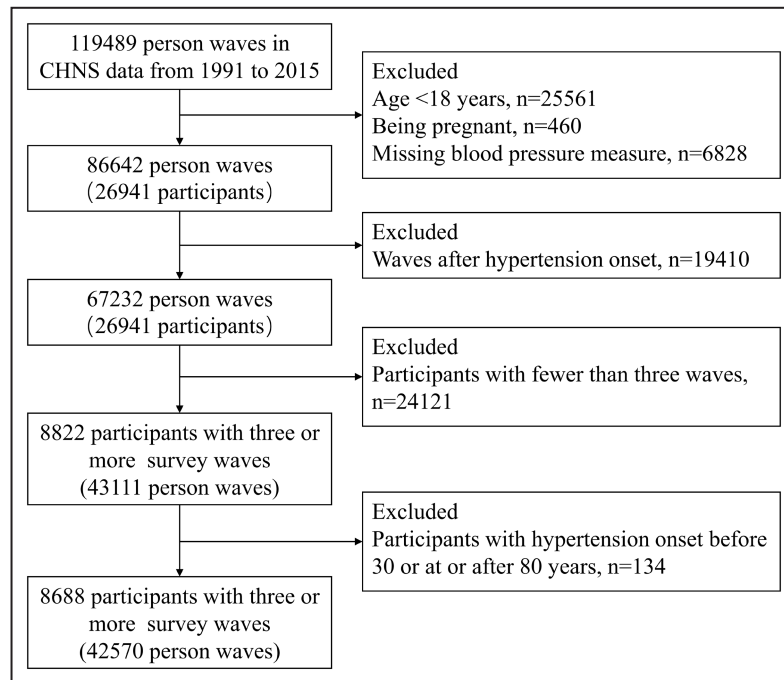 119489 person waves in
CHNS data from 1991 to 2015
Excluded
Age <18 years, n=25561
Being pregnant, n=460
Missing blood pressure measure, n=6828
86642 person waves
(26941 participants)
Excluded
Waves after hypertension onset, n=19410
67232 person waves
(26941 participants)
Excluded
Participants with fewer than three waves,
n=24121
8822 participants with three or
more survey waves
(43111 person waves)
Excluded
Participants with hypertension onset before
30 or at or after 80 years, n=134
8688 participants with three or
more survey waves
(42570 person waves)